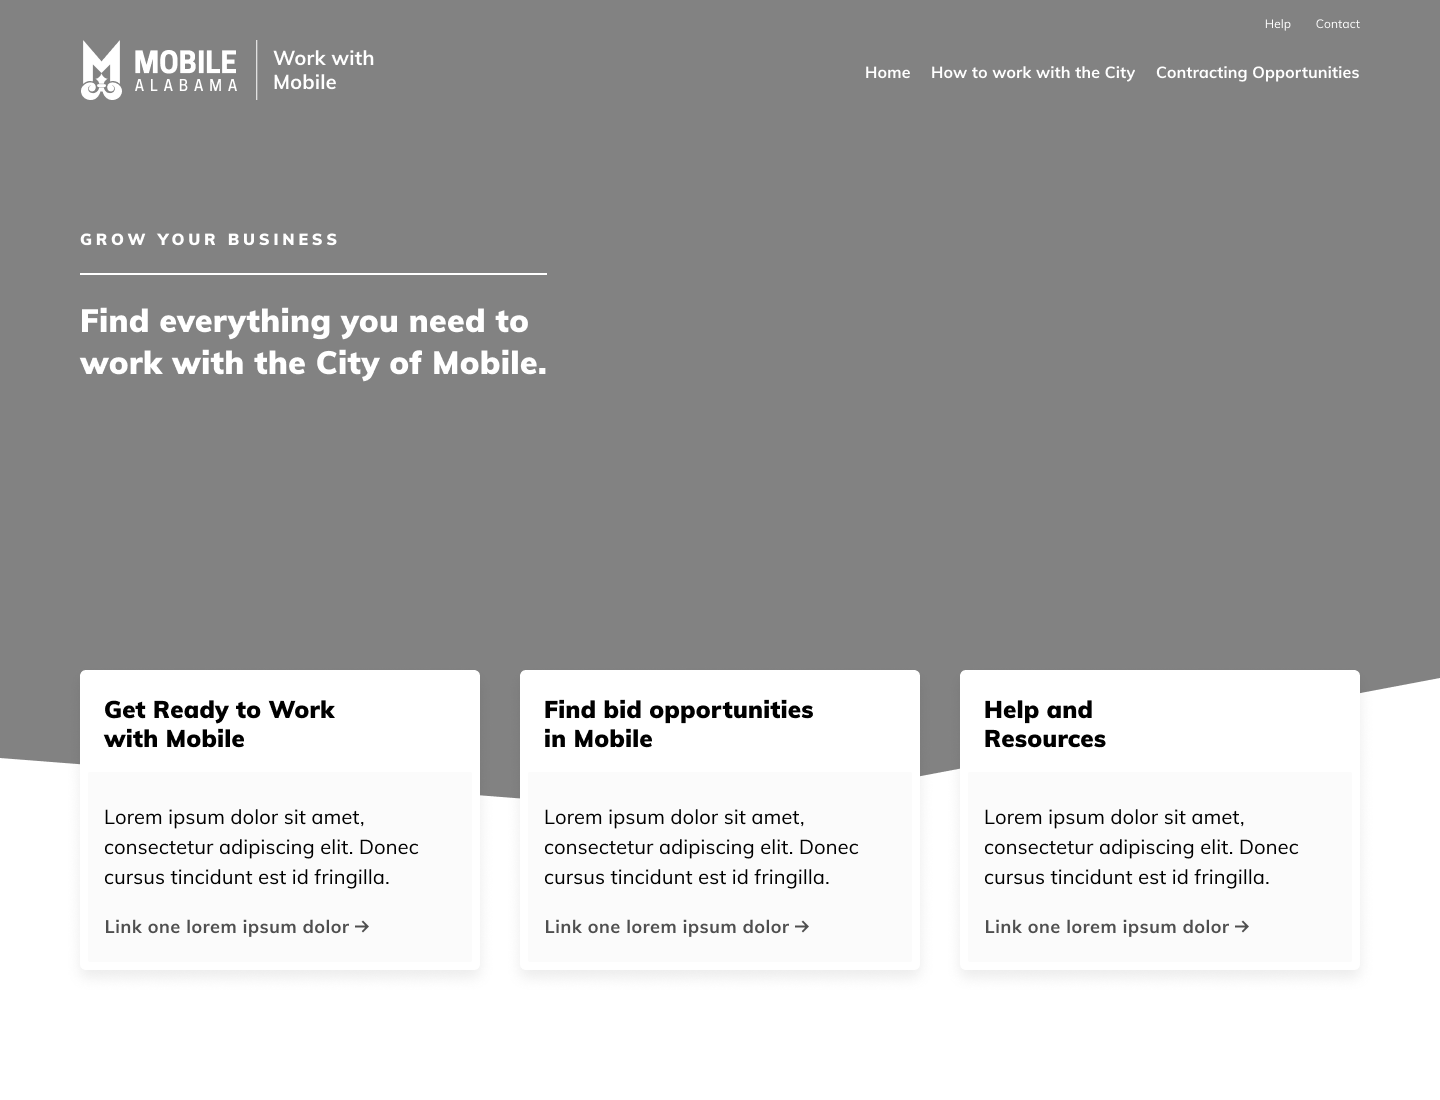 Help Contact
MOBILE
ALABAMA
Work with
Mobile
Home How to work with the City Contracting Opportunities
GROW YOUR BUSINESS
Find everything you need to
work with the City of Mobile.
Get Ready to Work
with Mobile
Lorem ipsum dolor sit amet,
consectetur adipiscing elit. Donec
cursus tincidunt est id fringilla.
Link one lorem ipsum dolor →
Find bid opportunities
in Mobile
Lorem ipsum dolor sit amet,
consectetur adipiscing elit. Donec
cursus tincidunt est id fringilla.
Link one lorem ipsum dolor →
Help and
Resources
Lorem ipsum dolor sit amet,
consectetur adipiscing elit. Donec
cursus tincidunt est id fringilla.
Link one lorem ipsum dolor →